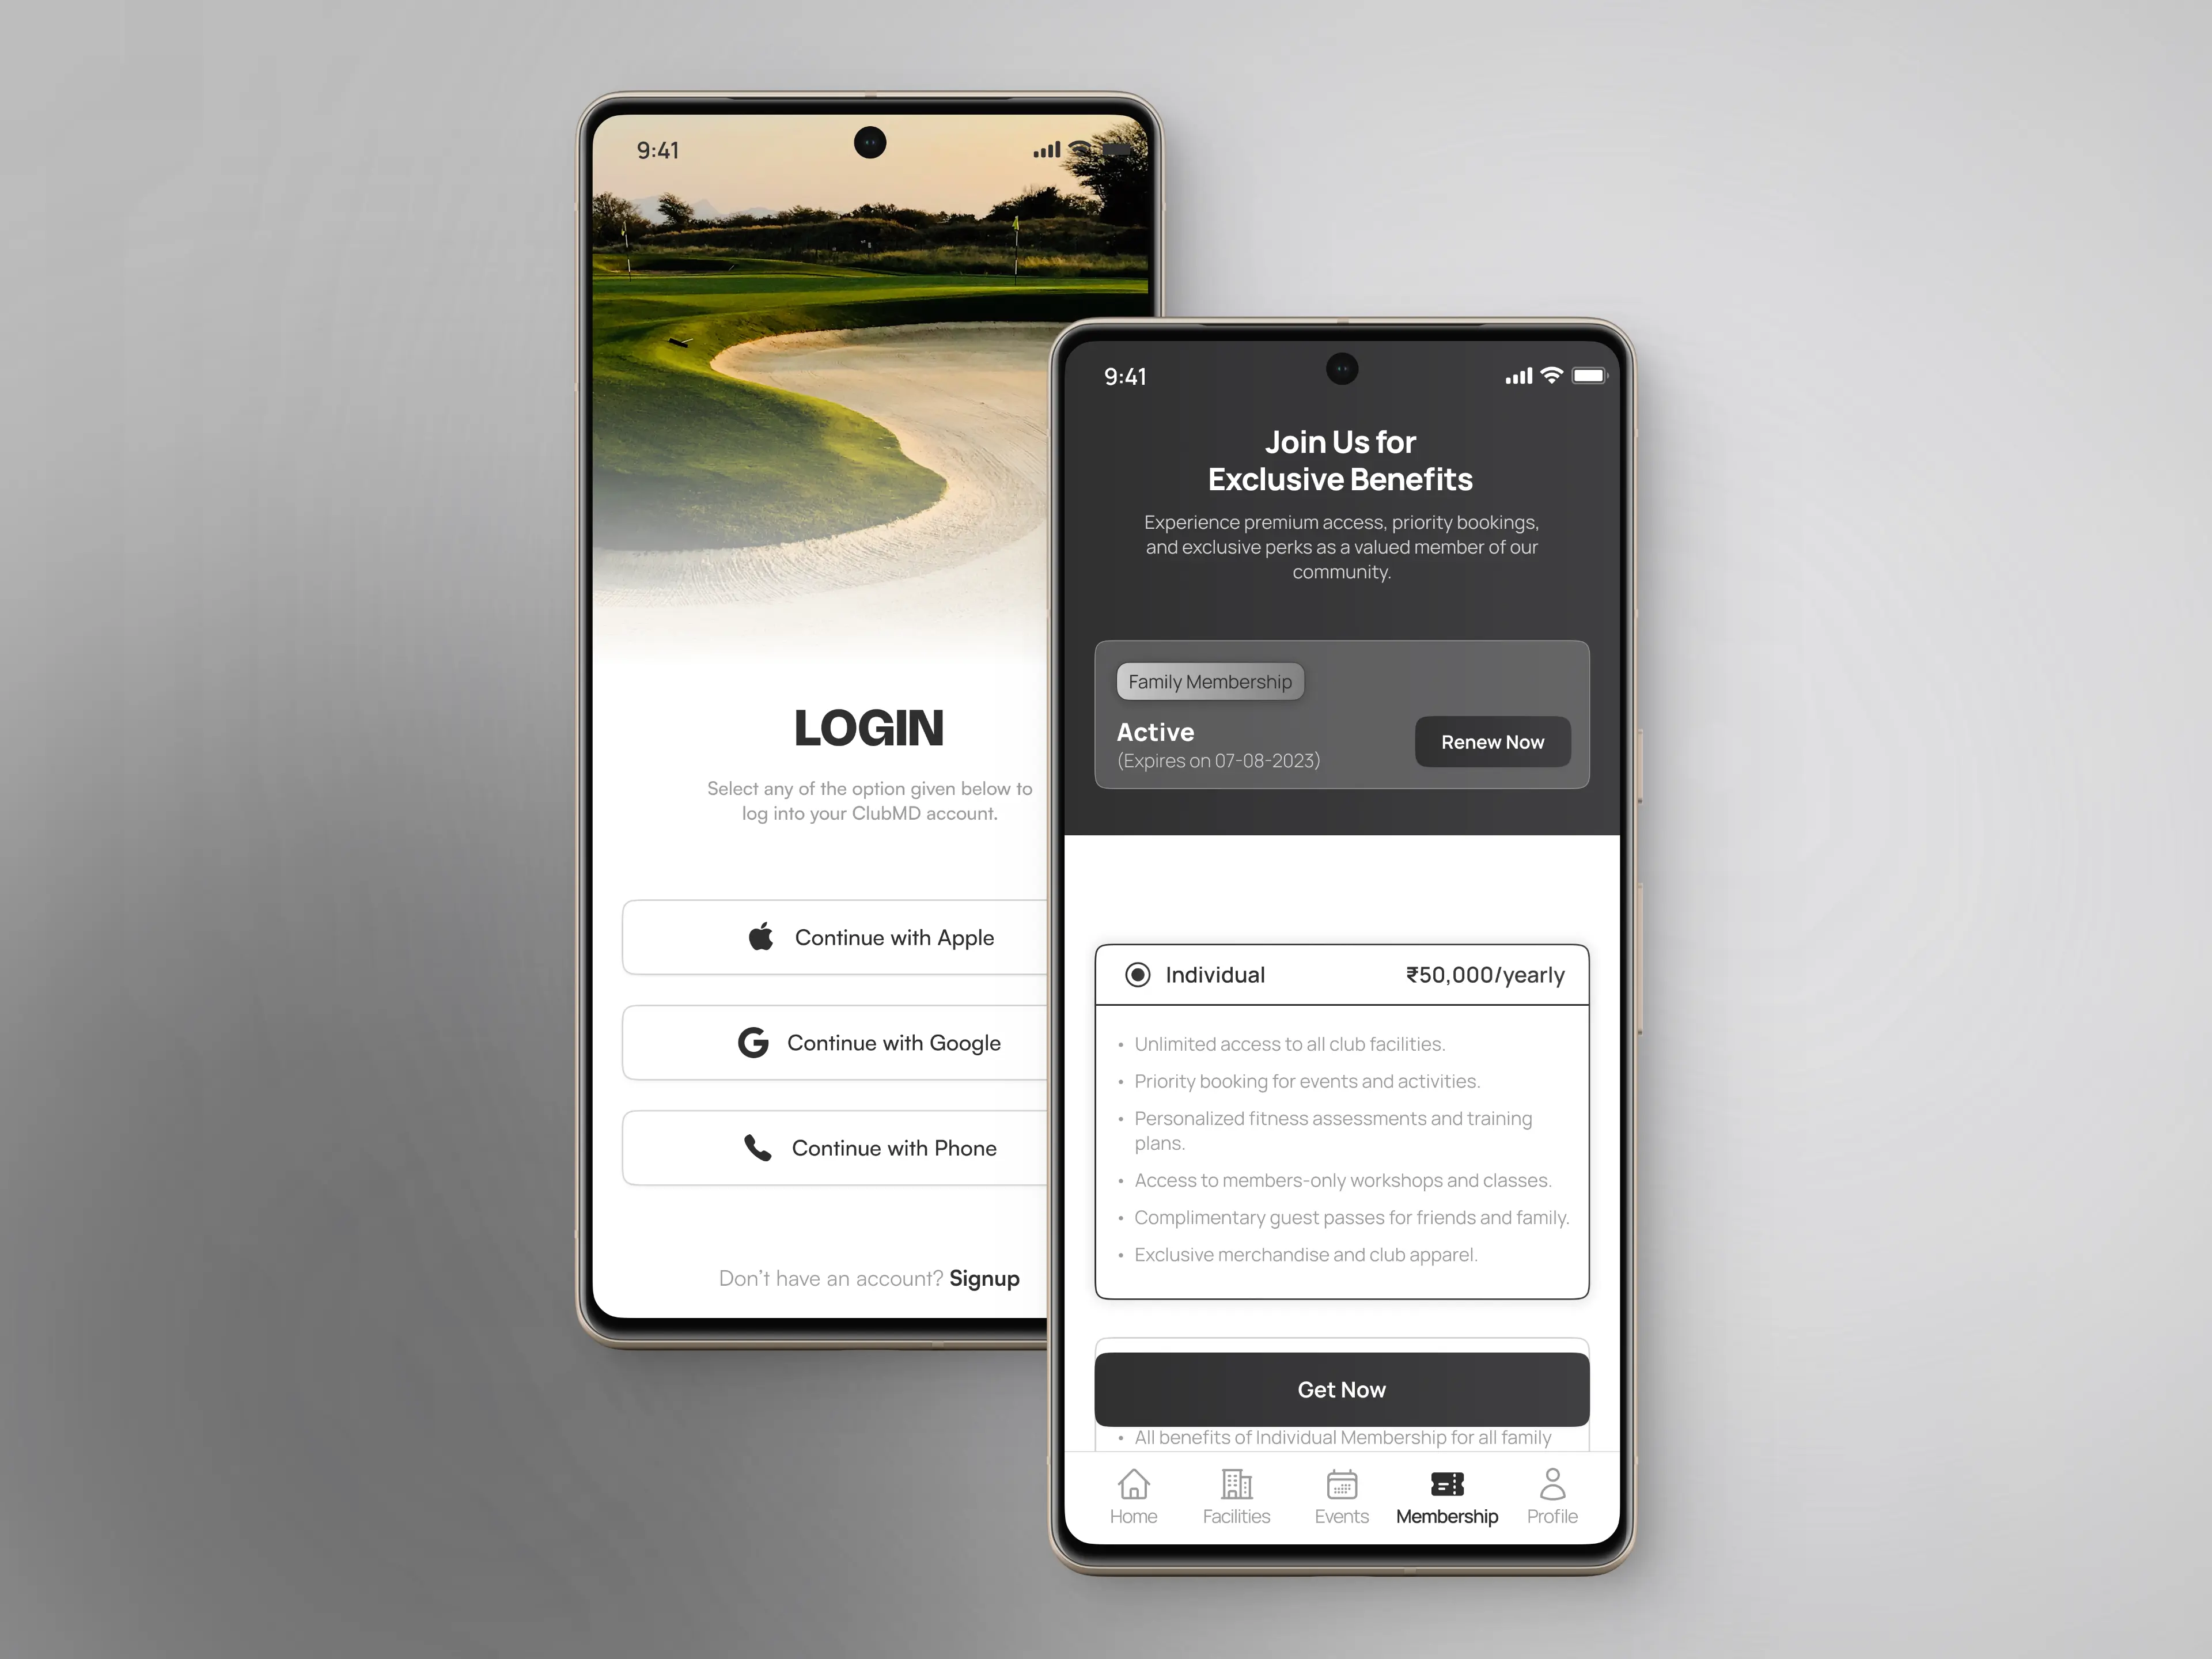 9:41
LOGIN
Select any of the option given below to
log into your ClubMD account.
Continue with Apple
Continue with Google
Continue with Phone
Don't have an account? Signup
9:41
Join Us for
Exclusive Benefits
Experience premium access, priority bookings,
and exclusive perks as a valued member of our
community.
Family Membership
Active
(Expires on 07-08-2023)
Renew Now
Individual ₹50,000/yearly
• Unlimited access to all club facilities.
• Priority booking for events and activities.
• Personalized fitness assessments and training
plans.
• Access to members-only workshops and classes.
• Complimentary guest passes for friends and family.
• Exclusive merchandise and club apparel.
Get Now
• All benefits of Individual Membership for all family
Home Facilities Events Membership Profile